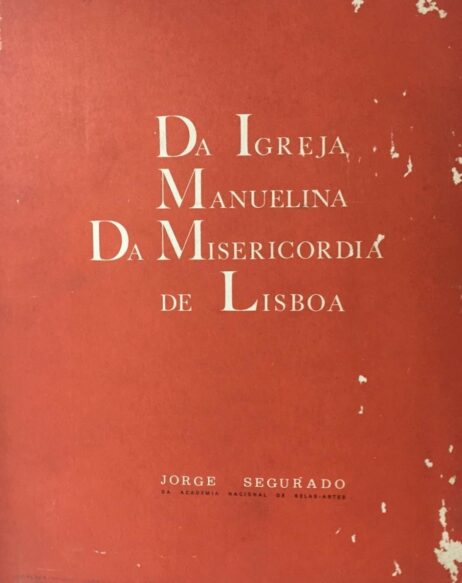 Da Igreja
Manuelina
Da Misericordia
de Lisboa
JORGE SEGURADO
DA ACADEMIA NACIONAL DE BELAS-ARTES